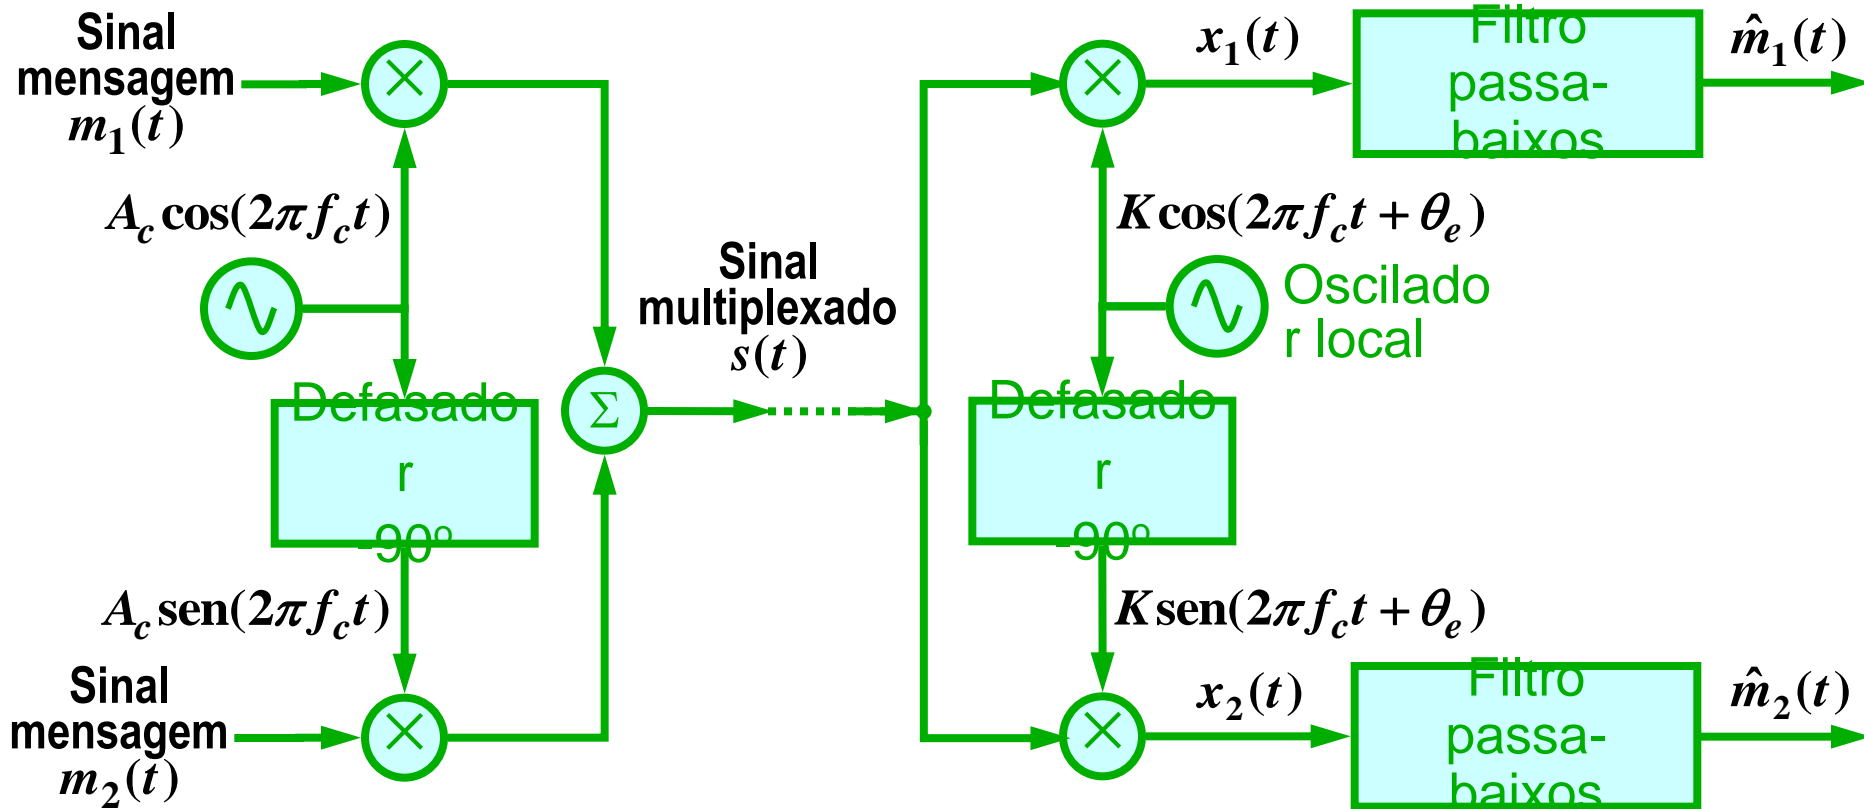 Sinal
mensagem
m₁(t)
A_c cos(2πf_c t)
Defasado
r
-90º
A_c sen(2πf_c t)
Sinal
mensagem
m₂(t)
Σ
Sinal
multiplexado
s(t)
x₁(t)
Filtro
passa-
baixos
m̂₁(t)
K cos(2πf_c t + θ_e)
Oscilado
r local
Defasado
r
-90º
K sen(2πf_c t + θ_e)
x₂(t)
Filtro
passa-
baixos
m̂₂(t)